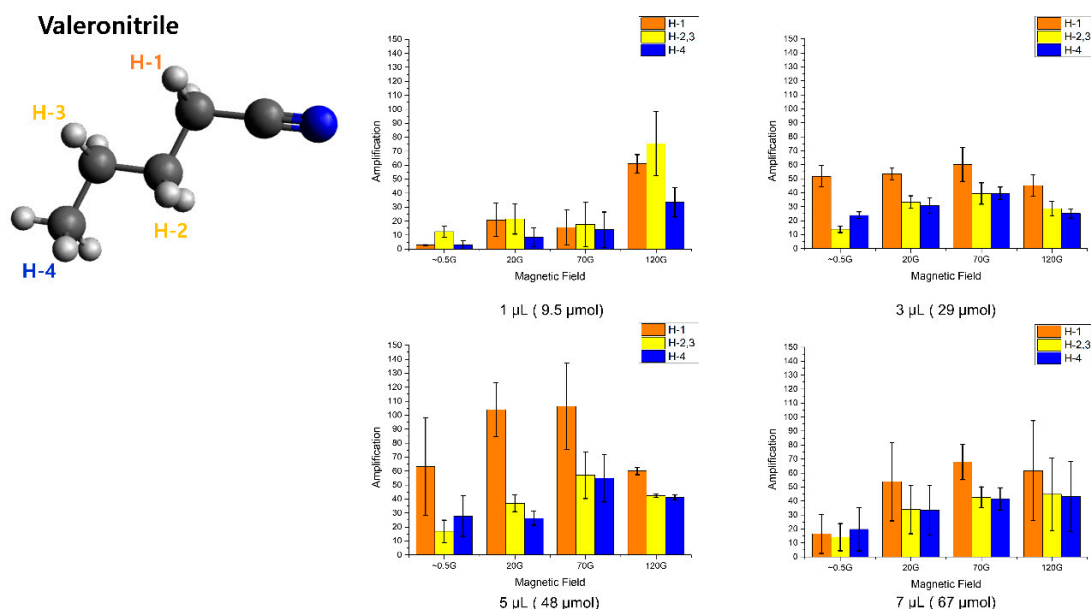 Valeronitrile
H-1
H-3
H-2
H-4
H-1
H-2,3
H-4
150
140
130
120
110
100
90
80
70
60
50
40
30
20
10
0
Amplification
~0.5G 20G 70G 120G
Magnetic Field
1 µL ( 9.5 µmol)
H-1
H-2,3
H-4
150
140
130
120
110
100
90
80
70
60
50
40
30
20
10
0
Amplification
~0.5G 20G 70G 120G
Magnetic Field
3 µL ( 29 µmol)
H-1
H-2,3
H-4
150
140
130
120
110
100
90
80
70
60
50
40
30
20
10
0
Amplification
~0.5G 20G 70G 120G
Magnetic Field
5 µL ( 48 µmol)
H-1
H-2,3
H-4
150
140
130
120
110
100
90
80
70
60
50
40
30
20
10
0
Amplification
~0.5G 20G 70G 120G
Magnetic Field
7 µL ( 67 µmol)